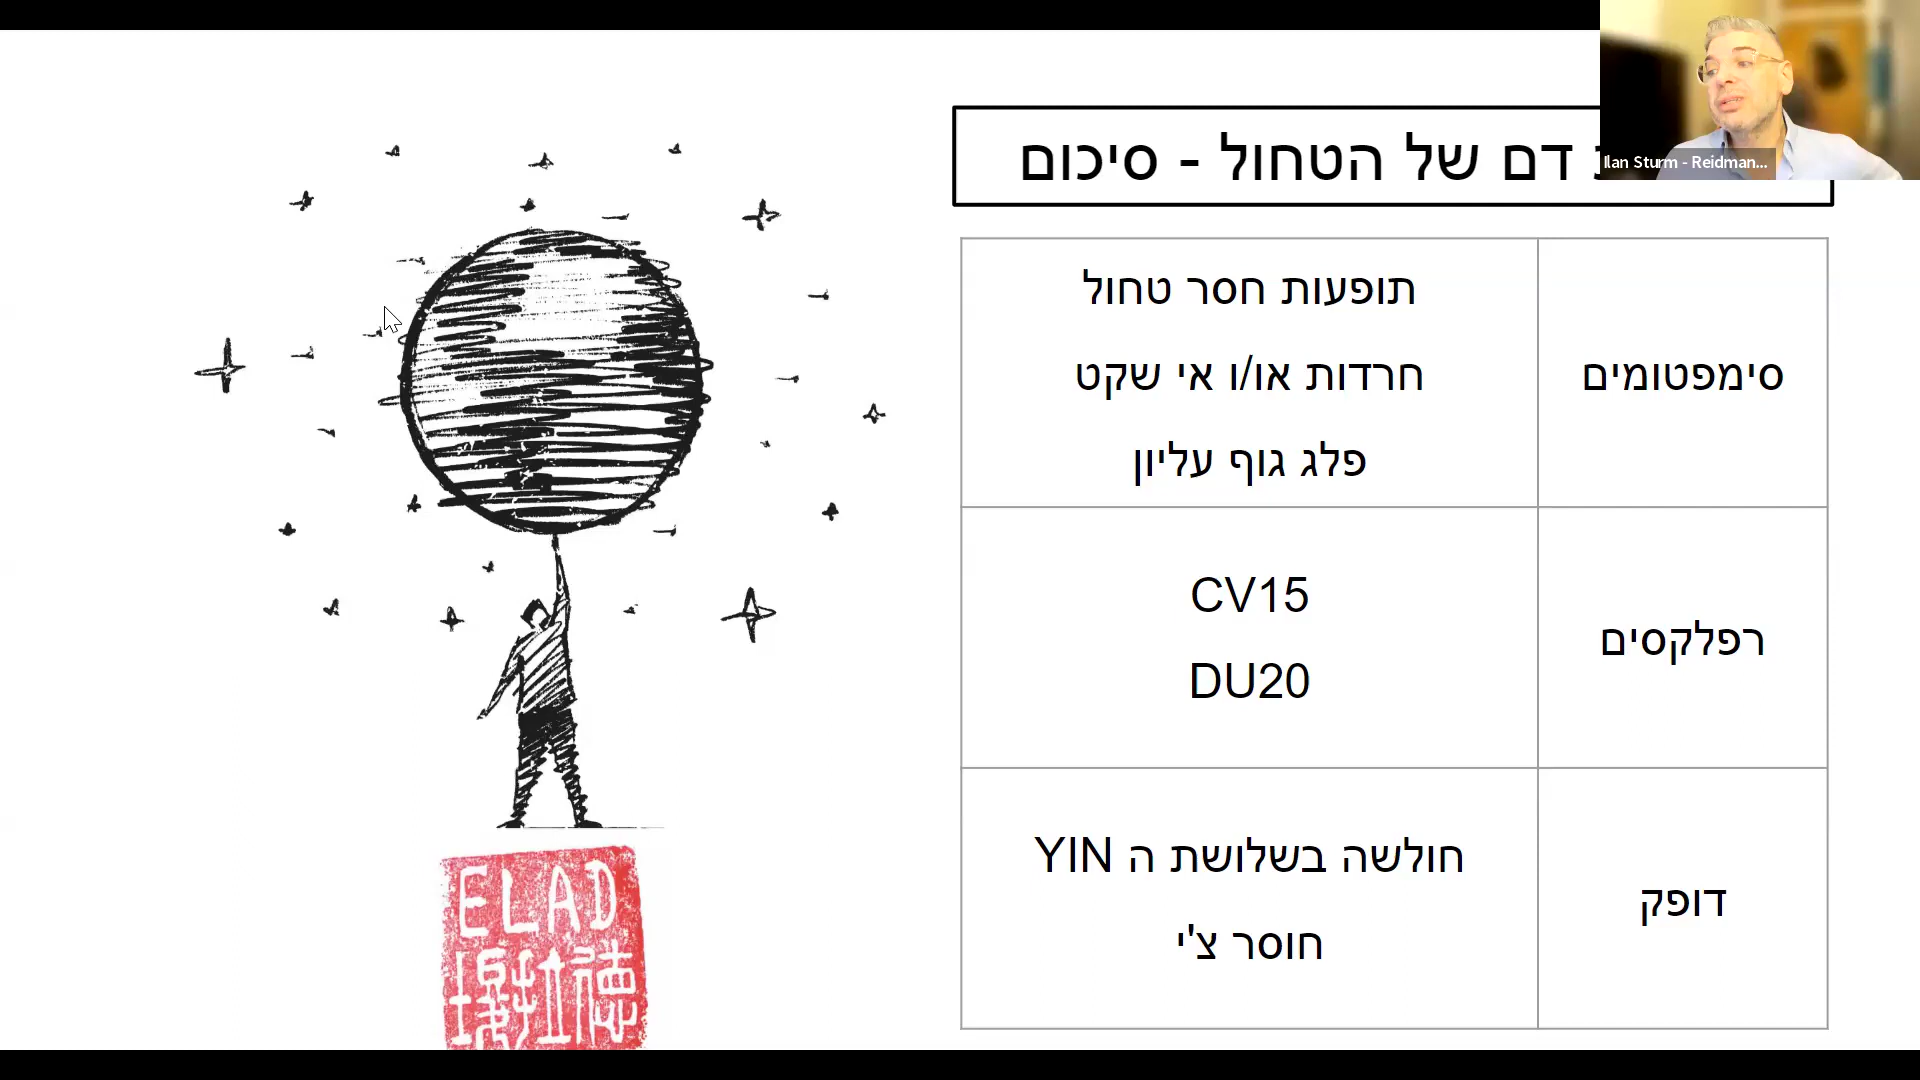 דם של הטחול - סיכום
Ilan Sturm - Reidman...
סימפטומים
תופעות חסר טחול
חרדות או/ו אי שקט
פלג גוף עליון
רפלקסים
CV15
DU20
דופק
חולשה בשלושת ה YIN
חוסר צ'י
ELAD